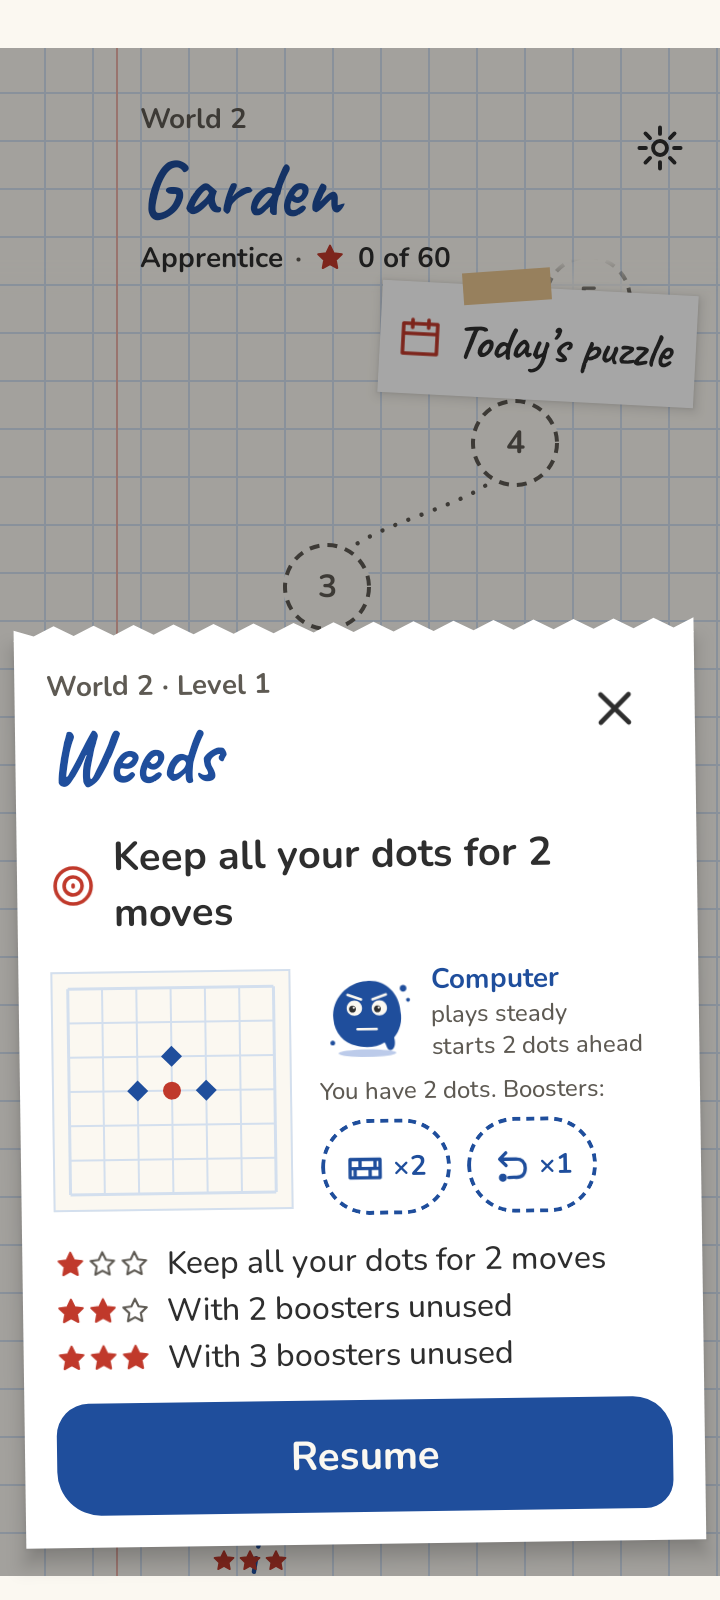 World 2
Garden
Apprentice · 0 of 60
Today's puzzle
4
3
World 2 · Level 1
Weeds
Keep all your dots for 2
moves
Computer
plays steady
starts 2 dots ahead
You have 2 dots. Boosters:
×2
×1
Keep all your dots for 2 moves
With 2 boosters unused
With 3 boosters unused
Resume